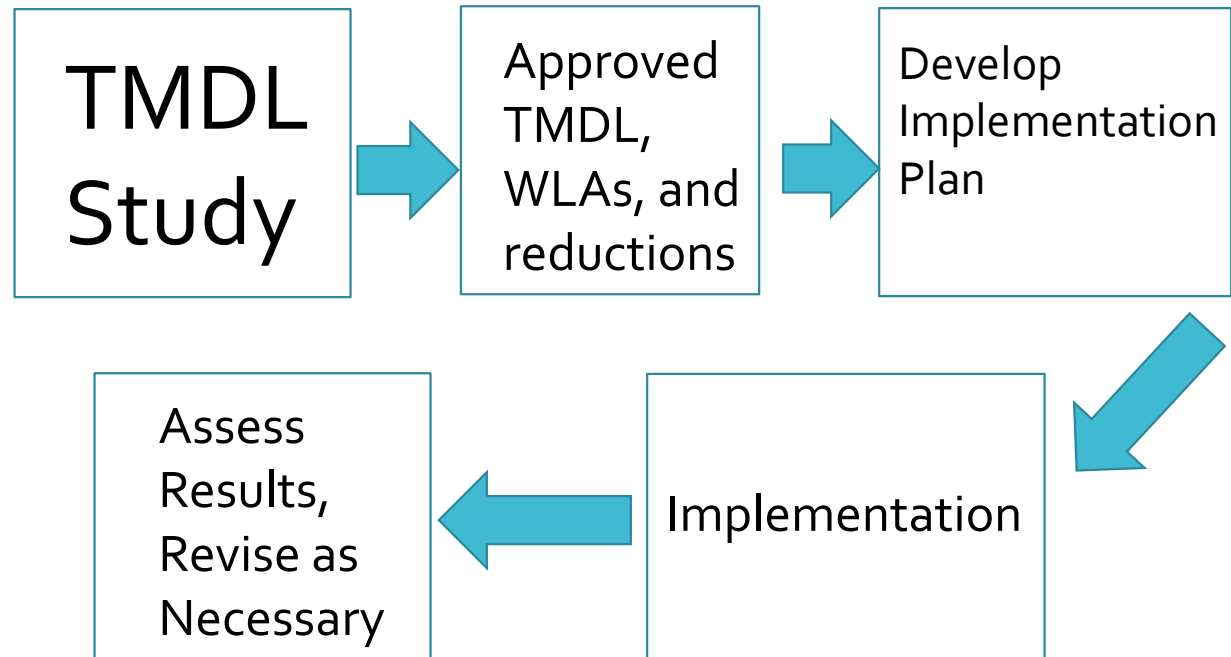 TMDL
Study
Approved
TMDL,
WLAs, and
reductions
Develop
Implementation
Plan
Implementation
Assess
Results,
Revise as
Necessary